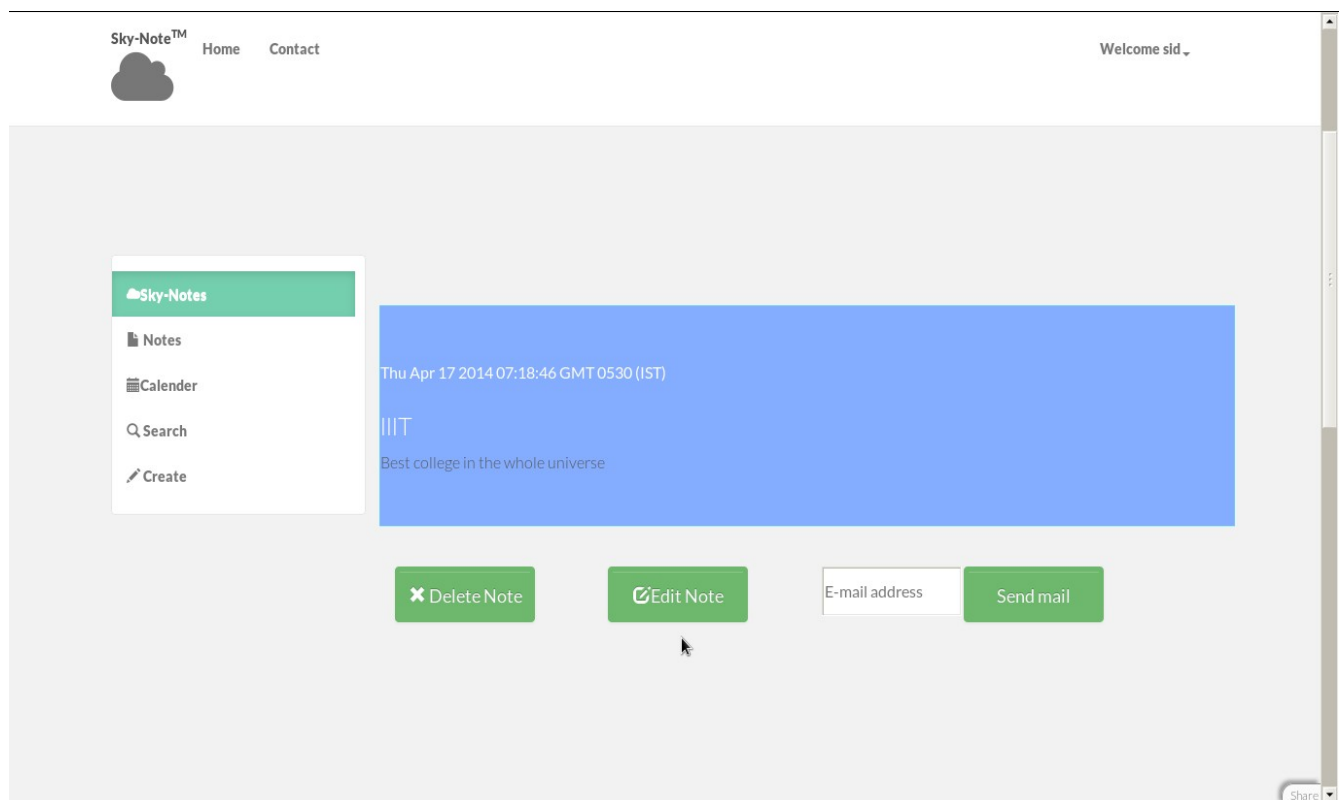 Sky-Note™
Home Contact Welcome sid
Sky-Notes
Notes
Calender
Search
Create
Thu Apr 17 2014 07:18:46 GMT 0530 (IST)
IIIT
Best college in the whole universe
Delete Note Edit Note E-mail address Send mail
Share